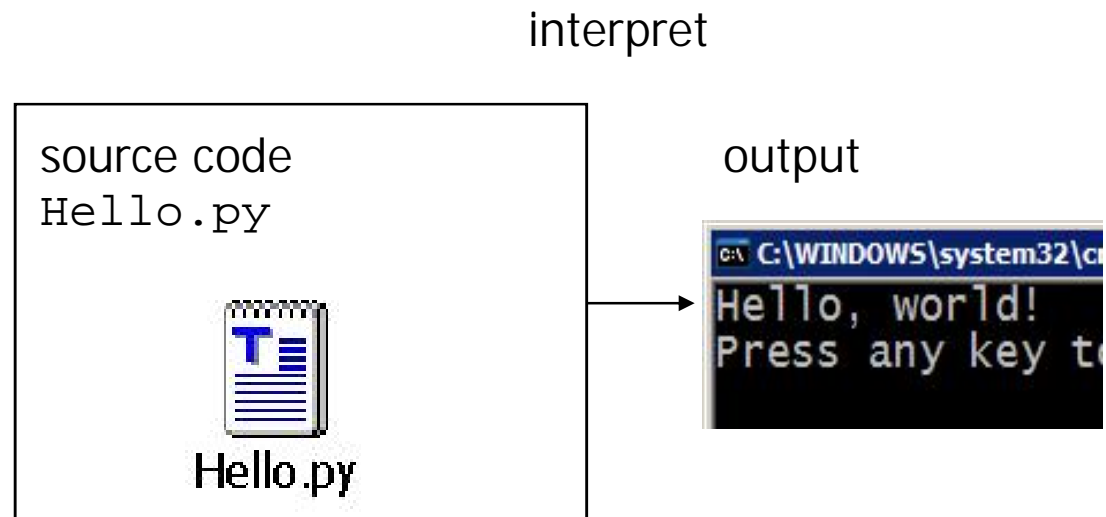 interpret
source code
Hello.py
output
T
Hello.py
C:\WINDOWS\system32\c
Hello, world!
Press any key t